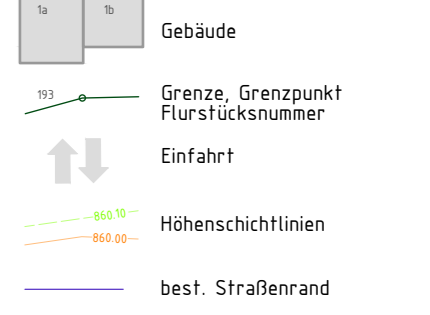 1a 1b
Gebäude
193 Grenze, Grenzpunkt
Flurstücksnummer
Einfahrt
860.10
Höhenschichtlinien
860.00
best. Straßenrand